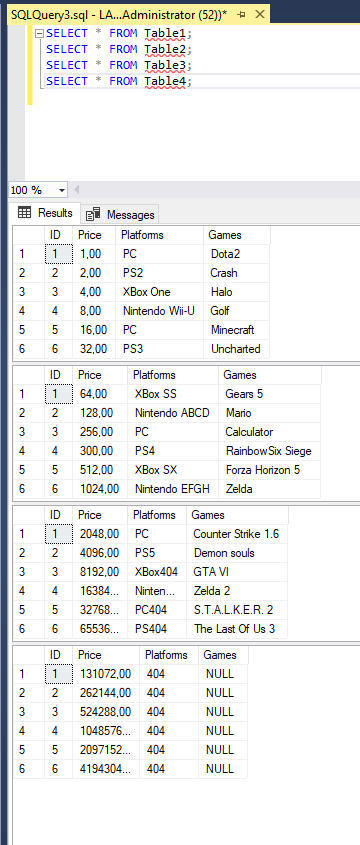 SQLQuery3.sql - LA...Administrator (52))*
SELECT * FROM Table1;
SELECT * FROM Table2;
SELECT * FROM Table3;
SELECT * FROM Table4;
100 %
Results Messages
ID Price Platforms Games
1 1 1,00 PC Dota2
2 2 2,00 PS2 Crash
3 3 4,00 XBox One Halo
4 4 8,00 Nintendo Wii-U Golf
5 5 16,00 PC Minecraft
6 6 32,00 PS3 Uncharted
ID Price Platforms Games
1 1 64,00 XBox SS Gears 5
2 2 128,00 Nintendo ABCD Mario
3 3 256,00 PC Calculator
4 4 300,00 PS4 RainbowSix Siege
5 5 512,00 XBox SX Forza Horizon 5
6 6 1024,00 Nintendo EFGH Zelda
ID Price Platforms Games
1 1 2048,00 PC Counter Strike 1.6
2 2 4096,00 PS5 Demon souls
3 3 8192,00 XBox404 GTA VI
4 4 16384... Ninten... Zelda 2
5 5 32768... PC404 S.T.A.L.K.E.R. 2
6 6 65536... PS404 The Last Of Us 3
ID Price Platforms Games
1 1 131072,00 404 NULL
2 2 262144,00 404 NULL
3 3 524288,00 404 NULL
4 4 1048576... 404 NULL
5 5 2097152... 404 NULL
6 6 4194304... 404 NULL